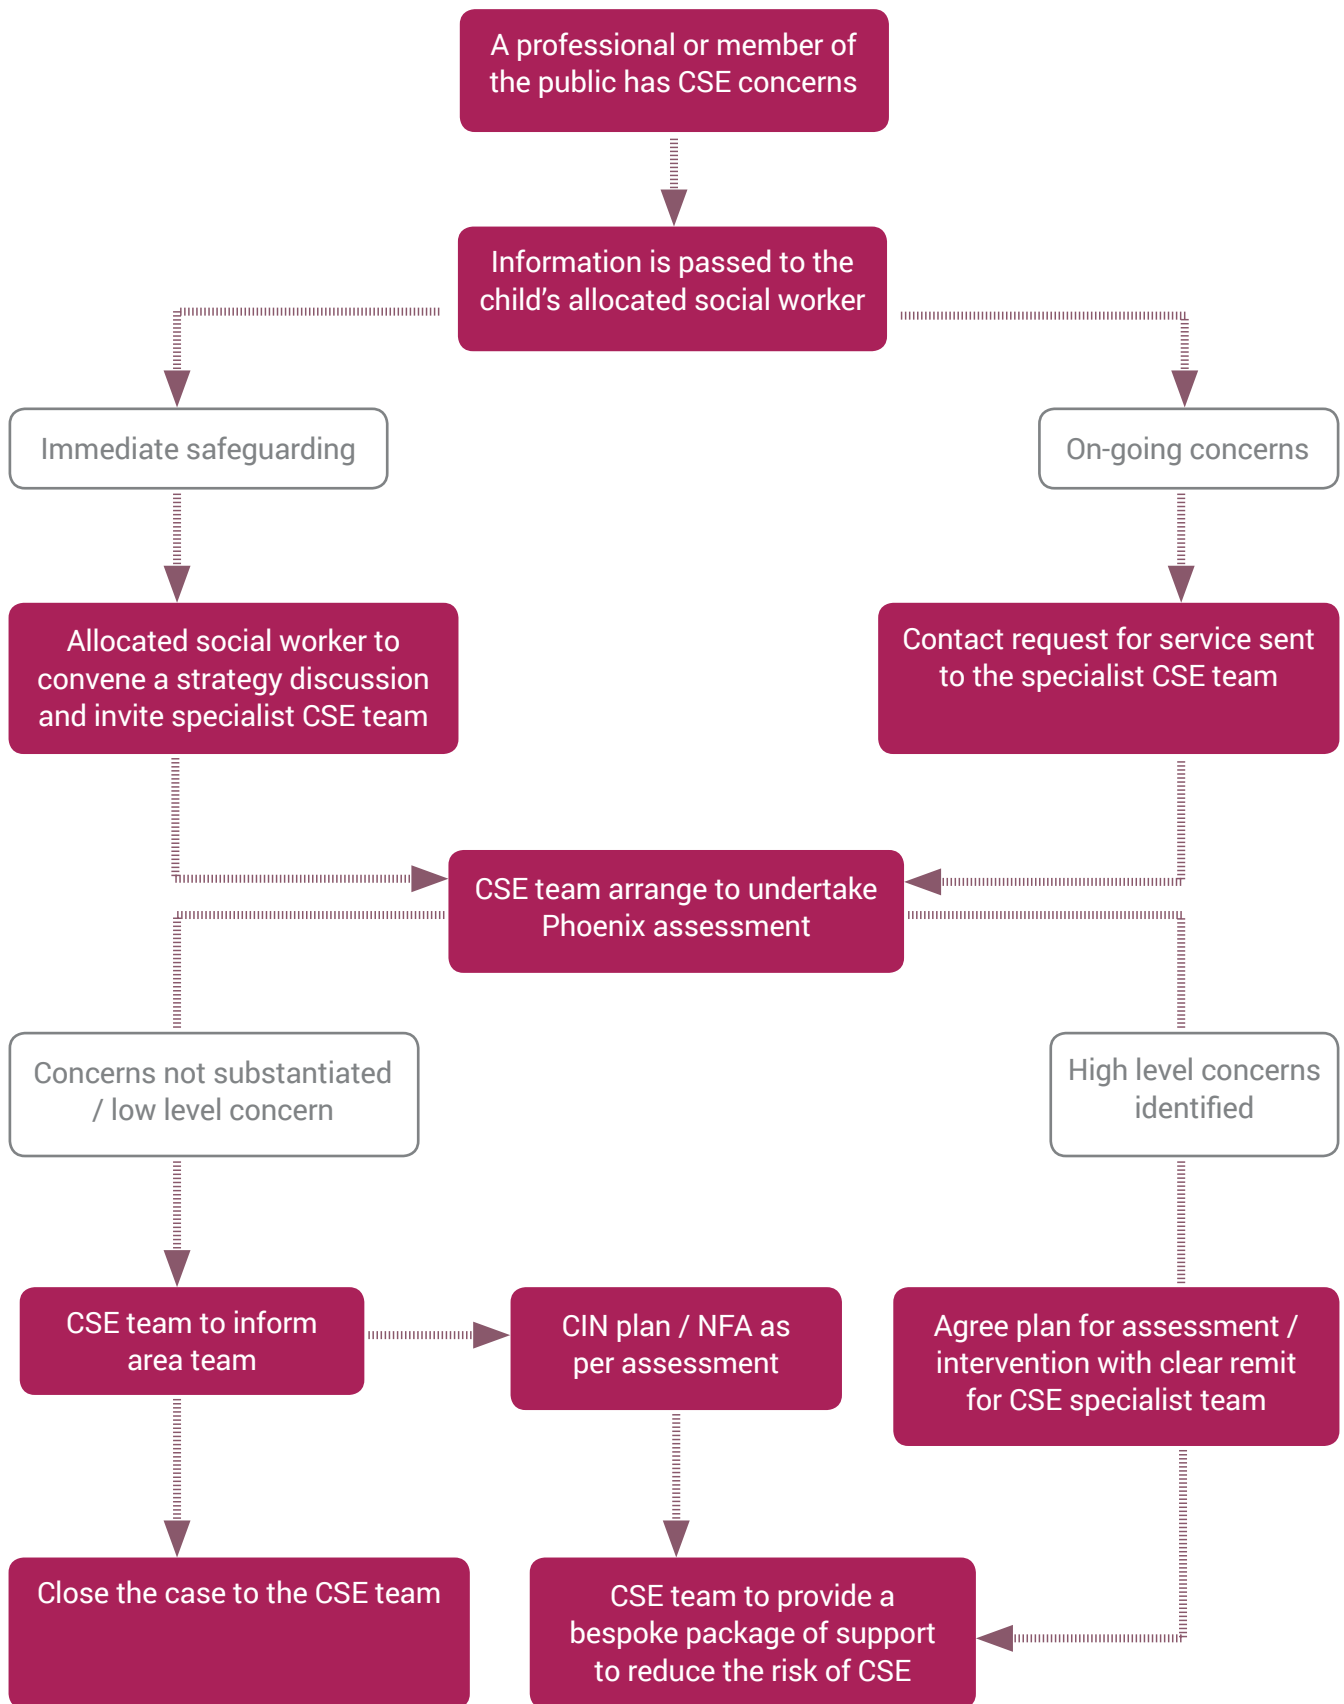 A professional or member of
the public has CSE concerns
Information is passed to the
child’s allocated social worker
Immediate safeguarding
On-going concerns
Allocated social worker to
convene a strategy discussion
and invite specialist CSE team
Contact request for service sent
to the specialist CSE team
CSE team arrange to undertake
Phoenix assessment
Concerns not substantiated
/ low level concern
High level concerns
identified
CSE team to inform
area team
CIN plan / NFA as
per assessment
Agree plan for assessment /
intervention with clear remit
for CSE specialist team
Close the case to the CSE team
CSE team to provide a
bespoke package of support
to reduce the risk of CSE